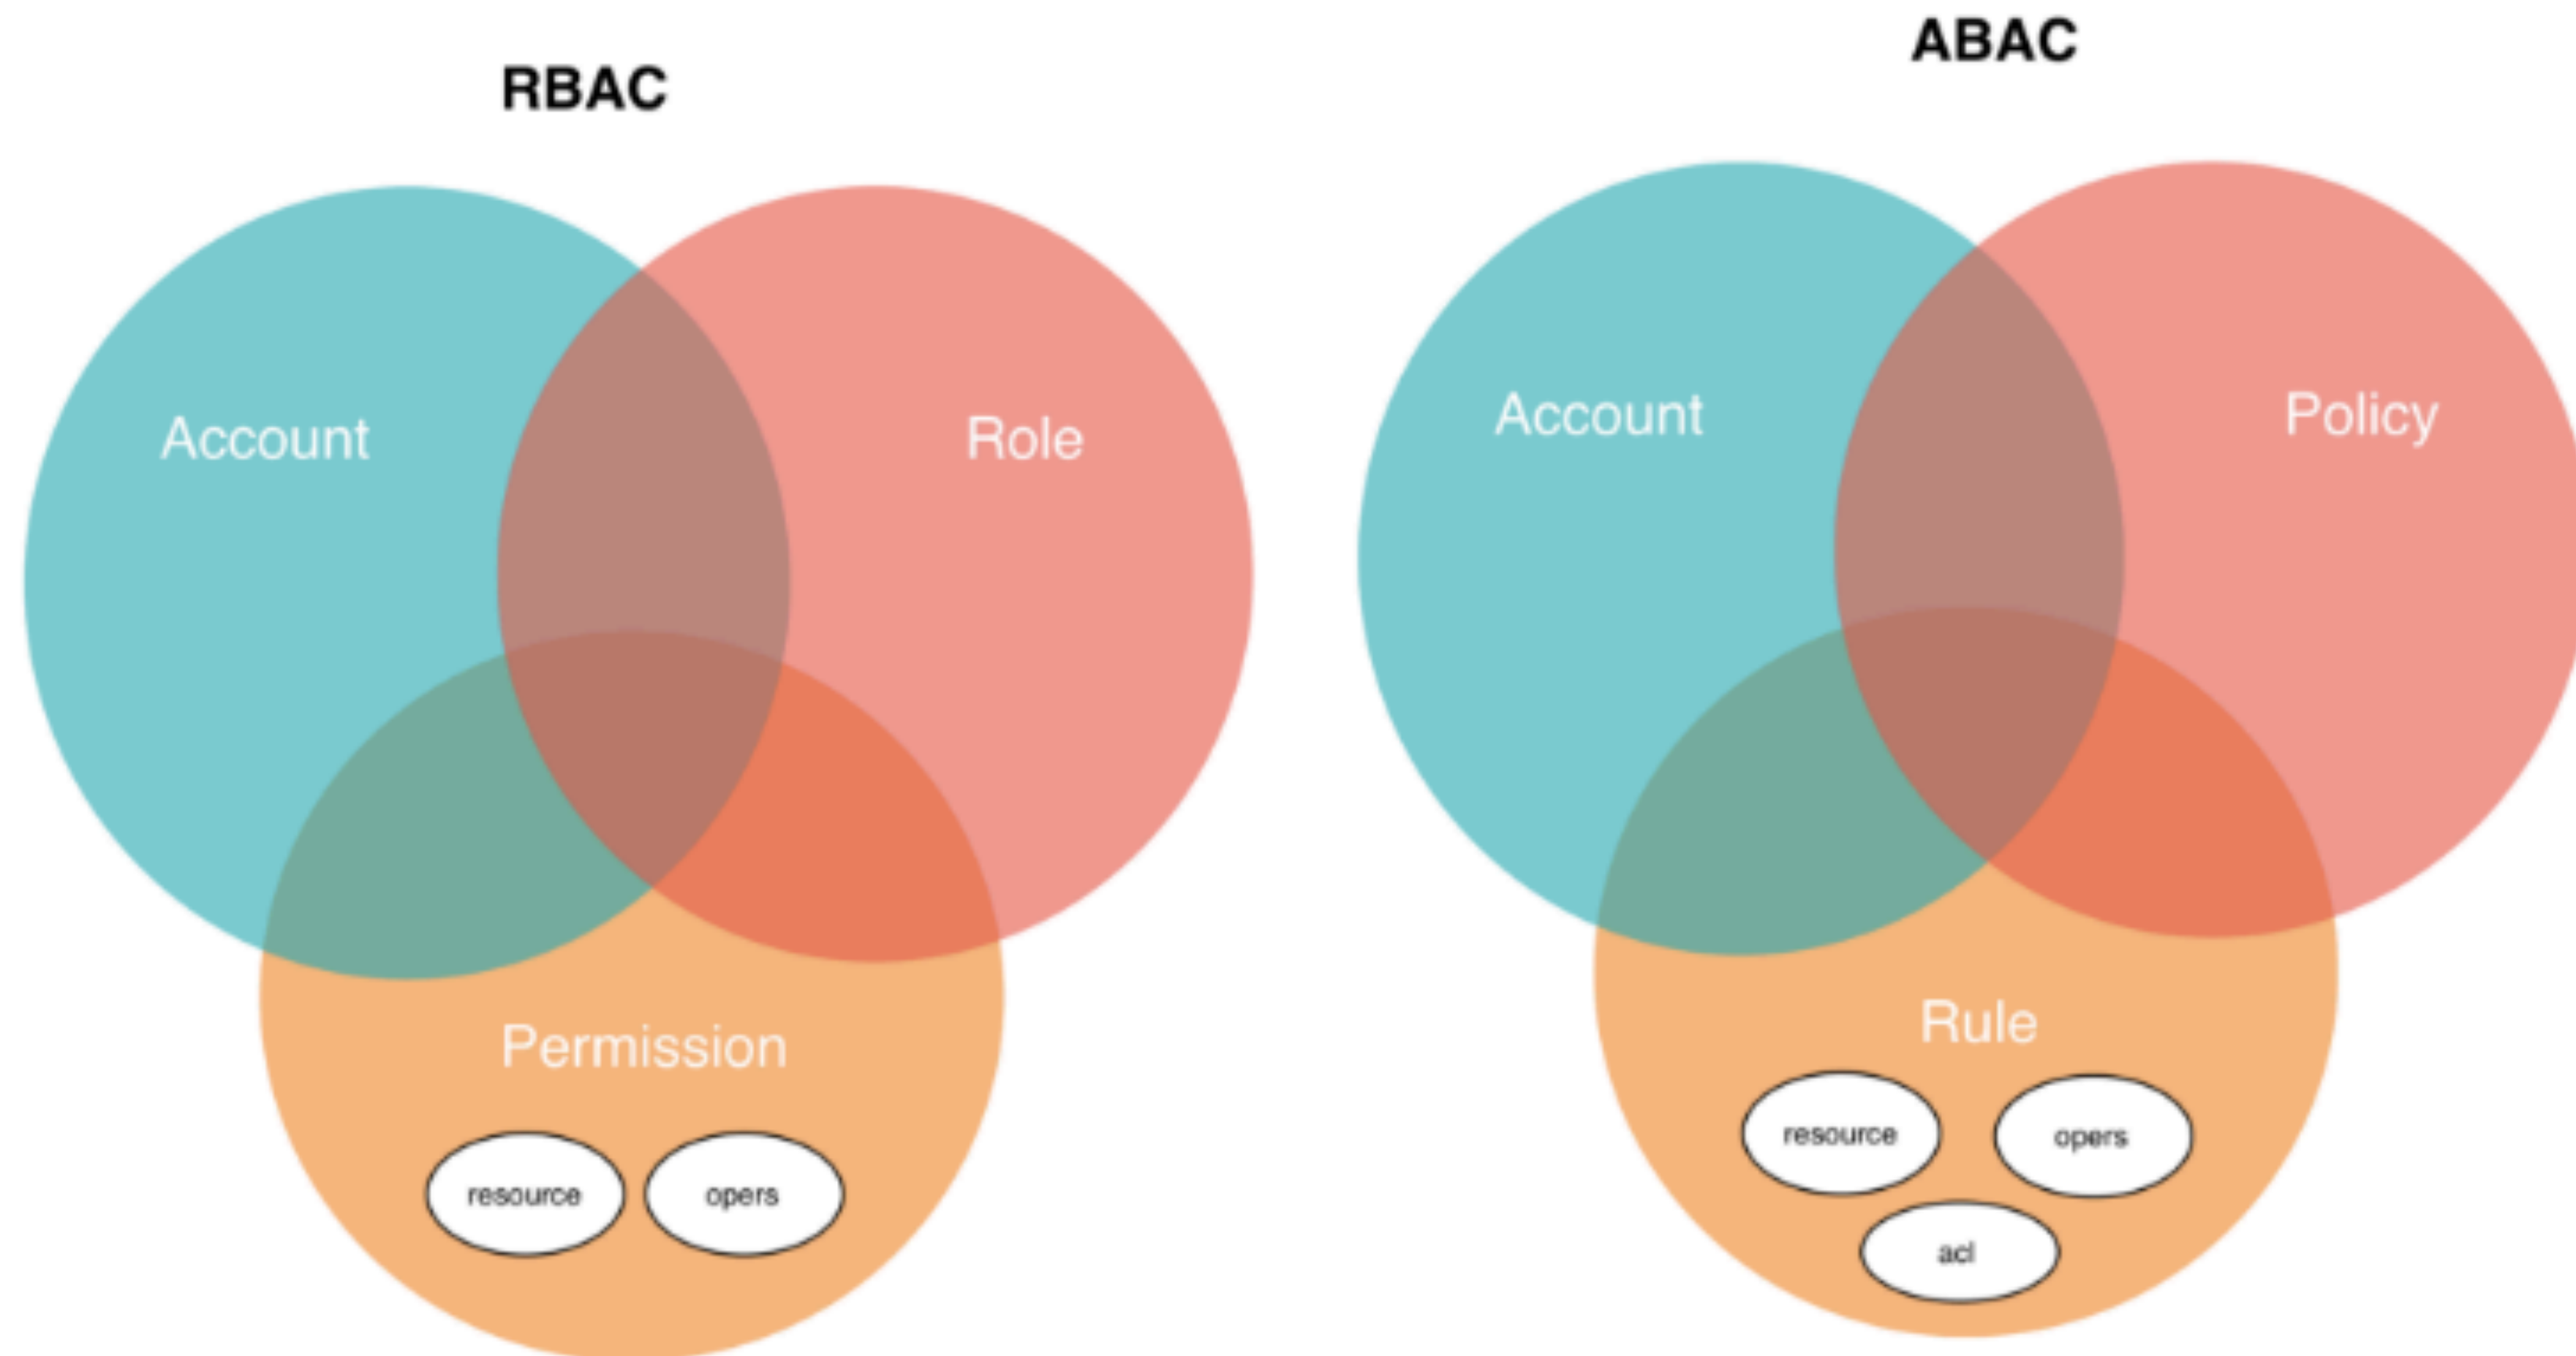 RBAC
Account
Role
Permission
resource
opers
ABAC
Account
Policy
Rule
resource
opers
acl